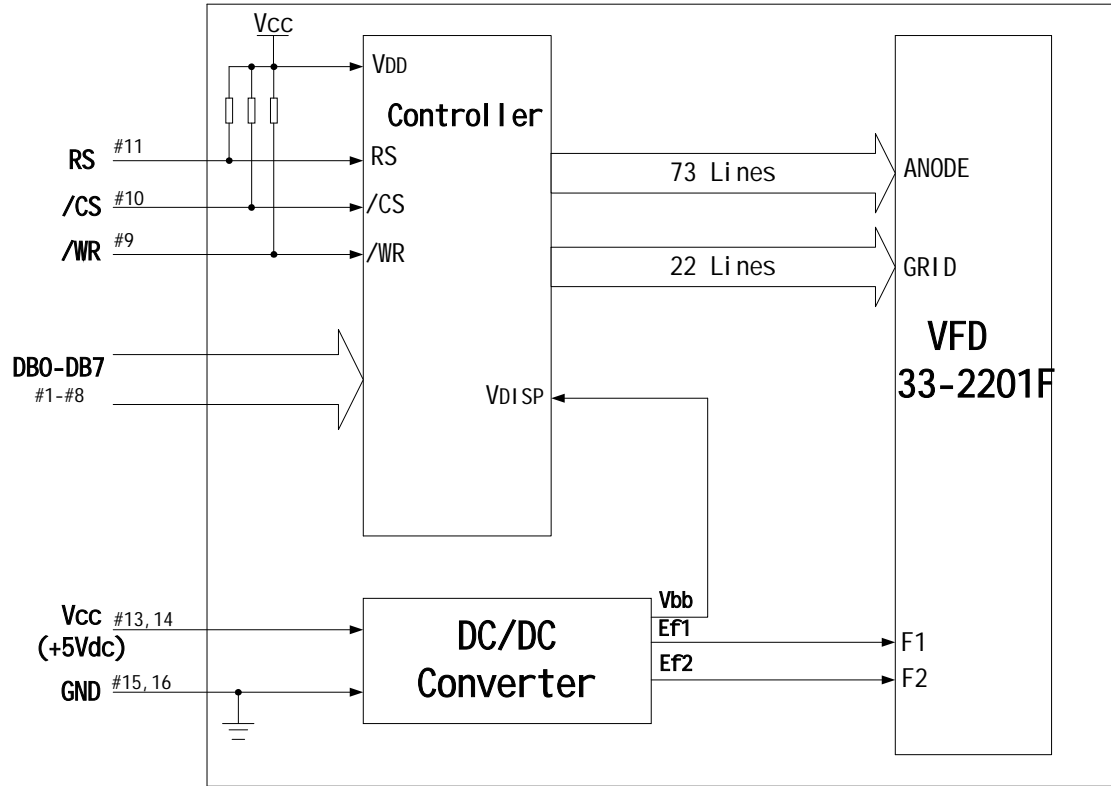 Vcc
VDD
Controller
RS #11
RS
/CS #10
/CS
/WR #9
/WR
73 Lines
ANODE
22 Lines
GRID
VFD
33-2201F
DB0-DB7
#1-#8
VDISP
Vcc #13,14
(+5Vdc)
GND #15,16
DC/DC
Converter
Vbb
Ef1
Ef2
F1
F2